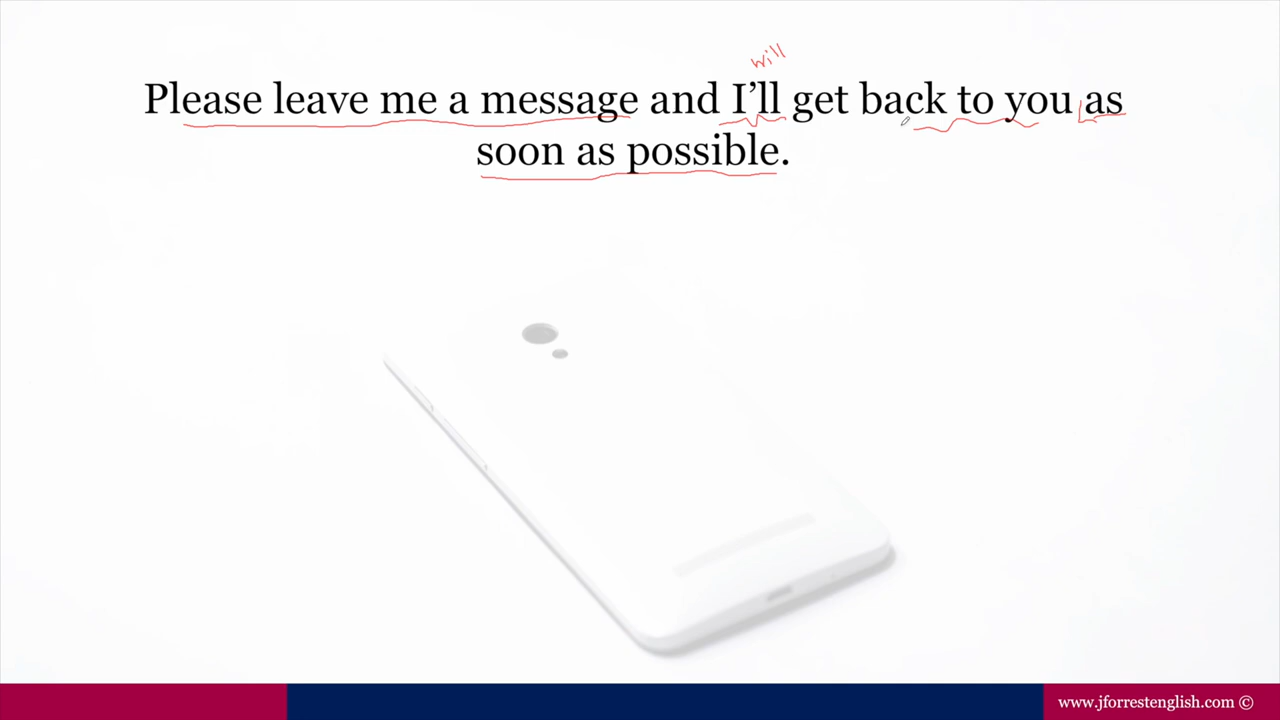 will
Please leave me a message and I'll get back to you as
soon as possible.
www.jforrestenglish.com ©